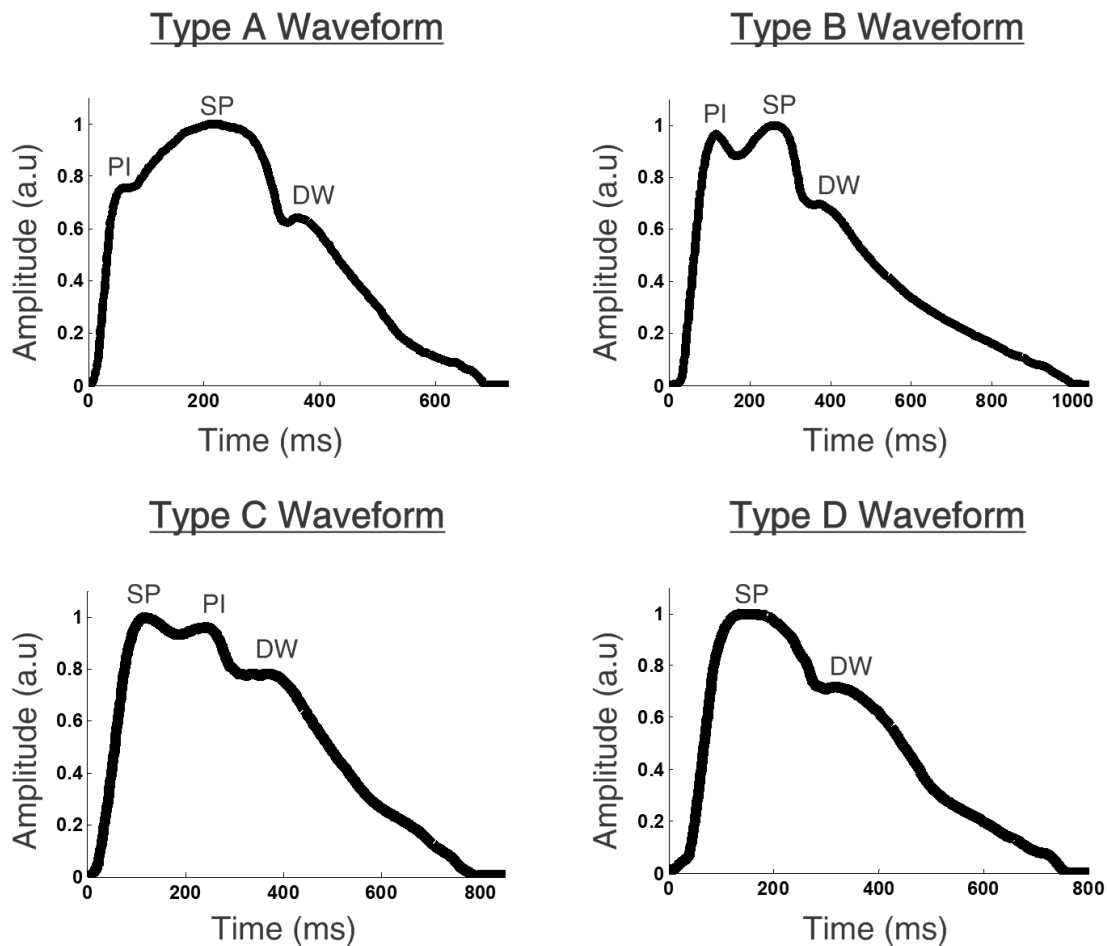 Type A Waveform
SP
PI
DW
1
0.8
0.6
0.4
0.2
0
Amplitude (a.u)
0 200 400 600
Time (ms)
Type B Waveform
PI SP
DW
1
0.8
0.6
0.4
0.2
0
Amplitude (a.u)
0 200 400 600 800 1000
Time (ms)
Type C Waveform
SP PI
DW
1
0.8
0.6
0.4
0.2
0
Amplitude (a.u)
0 200 400 600 800
Time (ms)
Type D Waveform
SP
DW
1
0.8
0.6
0.4
0.2
0
Amplitude (a.u)
0 200 400 600 800
Time (ms)